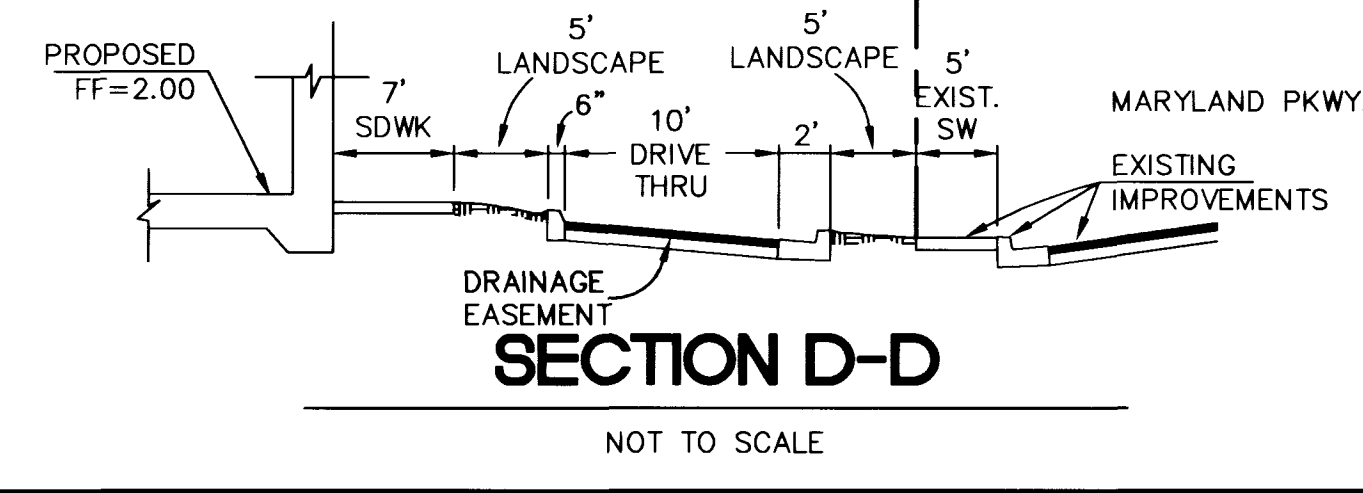 PROPOSED
FF=2.00
7'
SDWK
5'
LANDSCAPE
6"
10'
DRIVE
THRU
5'
LANDSCAPE
2'
5'
EXIST.
SW
MARYLAND PKWY.
EXISTING
IMPROVEMENTS
DRAINAGE
EASEMENT
SECTION D-D
NOT TO SCALE